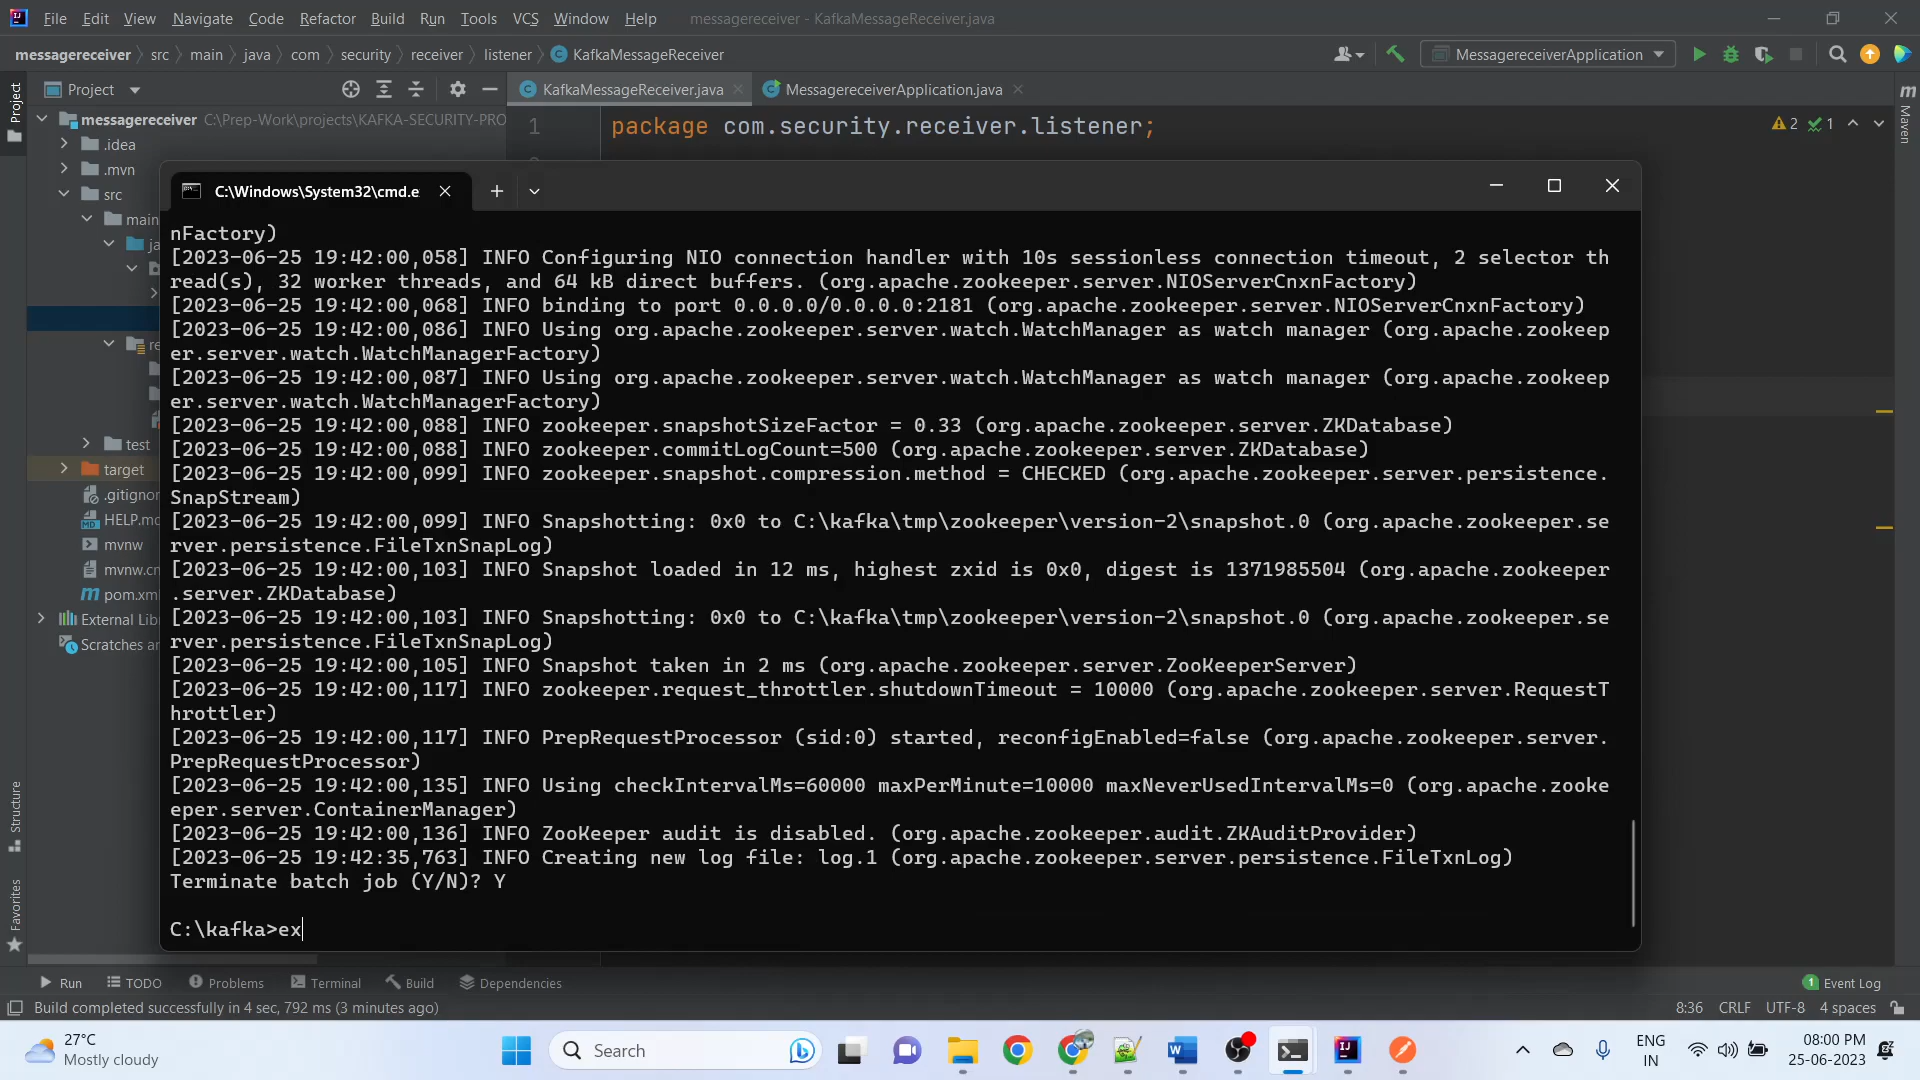 File Edit View Navigate Code Refactor Build Run Tools VCS Window Help messagereceiver - KafkaMessageReceiver.java
messagereceiver src main java com security receiver listener KafkaMessageReceiver MessagereceiverApplication
Project KafkaMessageReceiver.java MessagereceiverApplication.java
messagereceiver C:\Prep-Work\projects\KAFKA-SECURITY-PRO
1 package com.security.receiver.listener;
2 1
.idea
.mvn
src
main
ja
re
test
target
.gitignor
HELP.md
mvnw
mvnw.cm
pom.xml
External Lib
Scratches an
Project
Structure
Favorites
Maven
C:\Windows\System32\cmd.e
nFactory)
[2023-06-25 19:42:00,058] INFO Configuring NIO connection handler with 10s sessionless connection timeout, 2 selector th
read(s), 32 worker threads, and 64 kB direct buffers. (org.apache.zookeeper.server.NIOServerCnxnFactory)
[2023-06-25 19:42:00,068] INFO binding to port 0.0.0.0/0.0.0.0:2181 (org.apache.zookeeper.server.NIOServerCnxnFactory)
[2023-06-25 19:42:00,086] INFO Using org.apache.zookeeper.server.watch.WatchManager as watch manager (org.apache.zookeep
er.server.watch.WatchManagerFactory)
[2023-06-25 19:42:00,087] INFO Using org.apache.zookeeper.server.watch.WatchManager as watch manager (org.apache.zookeep
er.server.watch.WatchManagerFactory)
[2023-06-25 19:42:00,088] INFO zookeeper.snapshotSizeFactor = 0.33 (org.apache.zookeeper.server.ZKDatabase)
[2023-06-25 19:42:00,088] INFO zookeeper.commitLogCount=500 (org.apache.zookeeper.server.ZKDatabase)
[2023-06-25 19:42:00,099] INFO zookeeper.snapshot.compression.method = CHECKED (org.apache.zookeeper.server.persistence.
SnapStream)
[2023-06-25 19:42:00,099] INFO Snapshotting: 0x0 to C:\kafka\tmp\zookeeper\version-2\snapshot.0 (org.apache.zookeeper.se
rver.persistence.FileTxnSnapLog)
[2023-06-25 19:42:00,103] INFO Snapshot loaded in 12 ms, highest zxid is 0x0, digest is 1371985504 (org.apache.zookeeper
.server.ZKDatabase)
[2023-06-25 19:42:00,103] INFO Snapshotting: 0x0 to C:\kafka\tmp\zookeeper\version-2\snapshot.0 (org.apache.zookeeper.se
rver.persistence.FileTxnSnapLog)
[2023-06-25 19:42:00,105] INFO Snapshot taken in 2 ms (org.apache.zookeeper.server.ZooKeeperServer)
[2023-06-25 19:42:00,117] INFO zookeeper.request_throttler.shutdownTimeout = 10000 (org.apache.zookeeper.server.RequestT
hrottler)
[2023-06-25 19:42:00,117] INFO PrepRequestProcessor (sid:0) started, reconfigEnabled=false (org.apache.zookeeper.server.
PrepRequestProcessor)
[2023-06-25 19:42:00,135] INFO Using checkIntervalMs=60000 maxPerMinute=10000 maxNeverUsedIntervalMs=0 (org.apache.zooke
eper.server.ContainerManager)
[2023-06-25 19:42:00,136] INFO ZooKeeper audit is disabled. (org.apache.zookeeper.audit.ZKAuditProvider)
[2023-06-25 19:42:35,763] INFO Creating new log file: log.1 (org.apache.zookeeper.server.persistence.FileTxnLog)
Terminate batch job (Y/N)? Y
C:\kafka>ex
Run TODO Problems Terminal Build Dependencies 1 Event Log
Build completed successfully in 4 sec, 792 ms (3 minutes ago) 8:36 CRLF UTF-8 4 spaces
27°C
Mostly cloudy
Search
ENG
IN
08:00 PM
25-06-2023